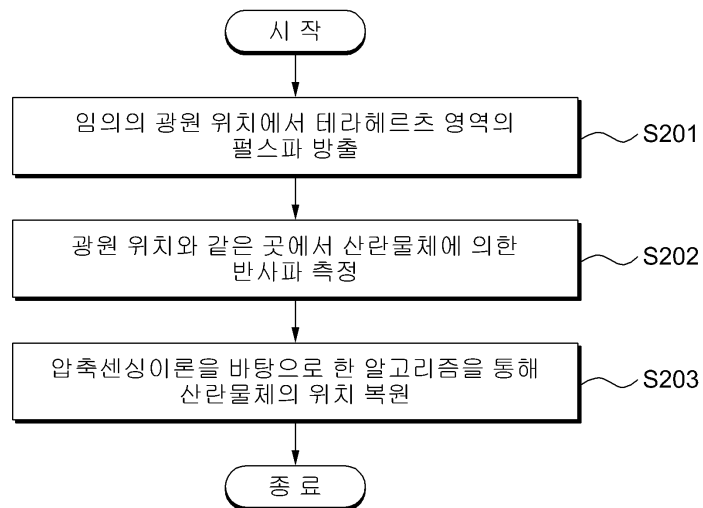 시 작
임의의 광원 위치에서 테라헤르츠 영역의
펄스파 방출
S201
광원 위치와 같은 곳에서 산란물체에 의한
반사파 측정
S202
압축센싱이론을 바탕으로 한 알고리즘을 통해
산란물체의 위치 복원
S203
종 료